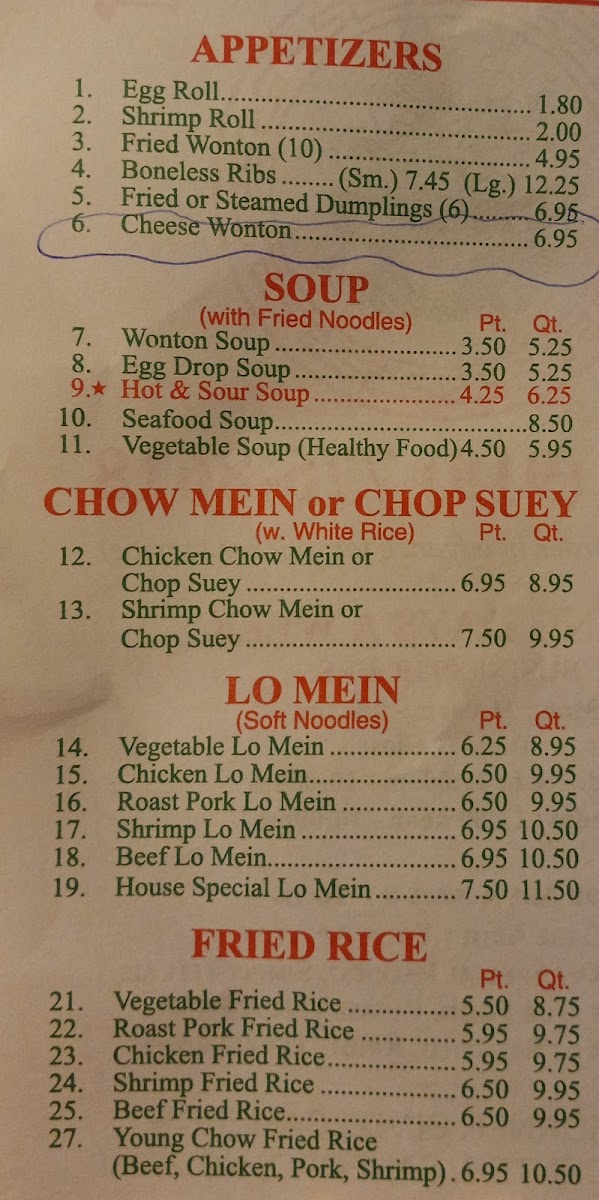 APPETIZERS
1. Egg Roll.......................................... 1.80
2. Shrimp Roll ..................................... 2.00
3. Fried Wonton (10) ............................ 4.95
4. Boneless Ribs ........ (Sm.) 7.45 (Lg.) 12.25
5. Fried or Steamed Dumplings (6)......... 6.95
6. Cheese Wonton................................. 6.95
SOUP
(with Fried Noodles) Pt. Qt.
7. Wonton Soup ........................... 3.50 5.25
8. Egg Drop Soup ........................ 3.50 5.25
9.★ Hot & Sour Soup ..................... 4.25 6.25
10. Seafood Soup.....................................8.50
11. Vegetable Soup (Healthy Food) 4.50 5.95
CHOW MEIN or CHOP SUEY
(w. White Rice) Pt. Qt.
12. Chicken Chow Mein or
Chop Suey ............................... 6.95 8.95
13. Shrimp Chow Mein or
Chop Suey ............................... 7.50 9.95
LO MEIN
(Soft Noodles) Pt. Qt.
14. Vegetable Lo Mein ................... 6.25 8.95
15. Chicken Lo Mein...................... 6.50 9.95
16. Roast Pork Lo Mein ................. 6.50 9.95
17. Shrimp Lo Mein ....................... 6.95 10.50
18. Beef Lo Mein............................ 6.95 10.50
19. House Special Lo Mein ............ 7.50 11.50
FRIED RICE
Pt. Qt.
21. Vegetable Fried Rice ................ 5.50 8.75
22. Roast Pork Fried Rice .............. 5.95 9.75
23. Chicken Fried Rice................... 5.95 9.75
24. Shrimp Fried Rice .................... 6.50 9.95
25. Beef Fried Rice......................... 6.50 9.95
27. Young Chow Fried Rice
(Beef, Chicken, Pork, Shrimp) . 6.95 10.50